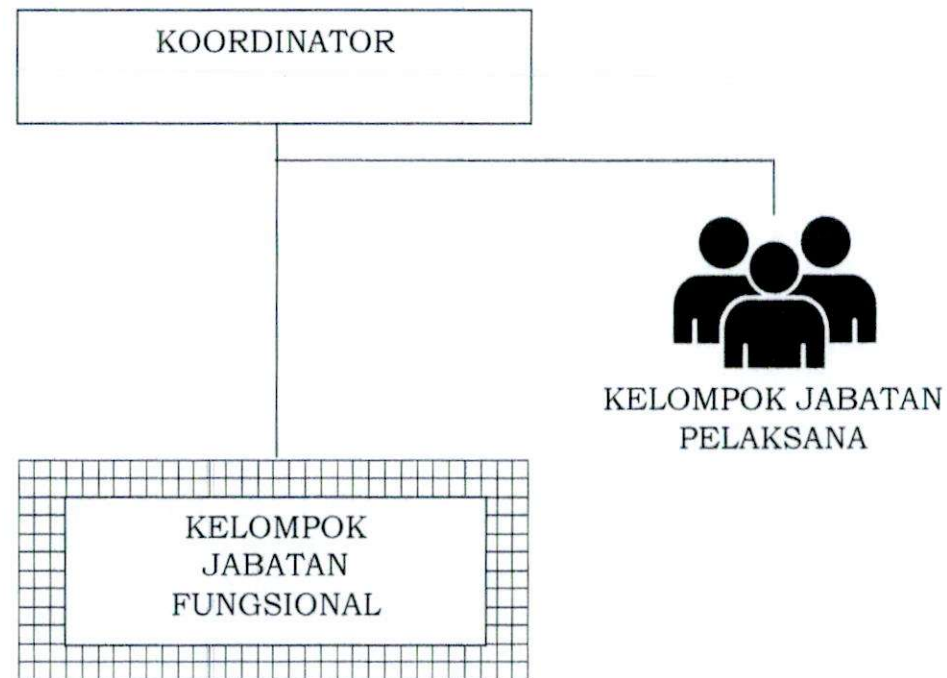 KOORDINATOR
KELOMPOK JABATAN
PELAKSANA
KELOMPOK
JABATAN
FUNGSIONAL